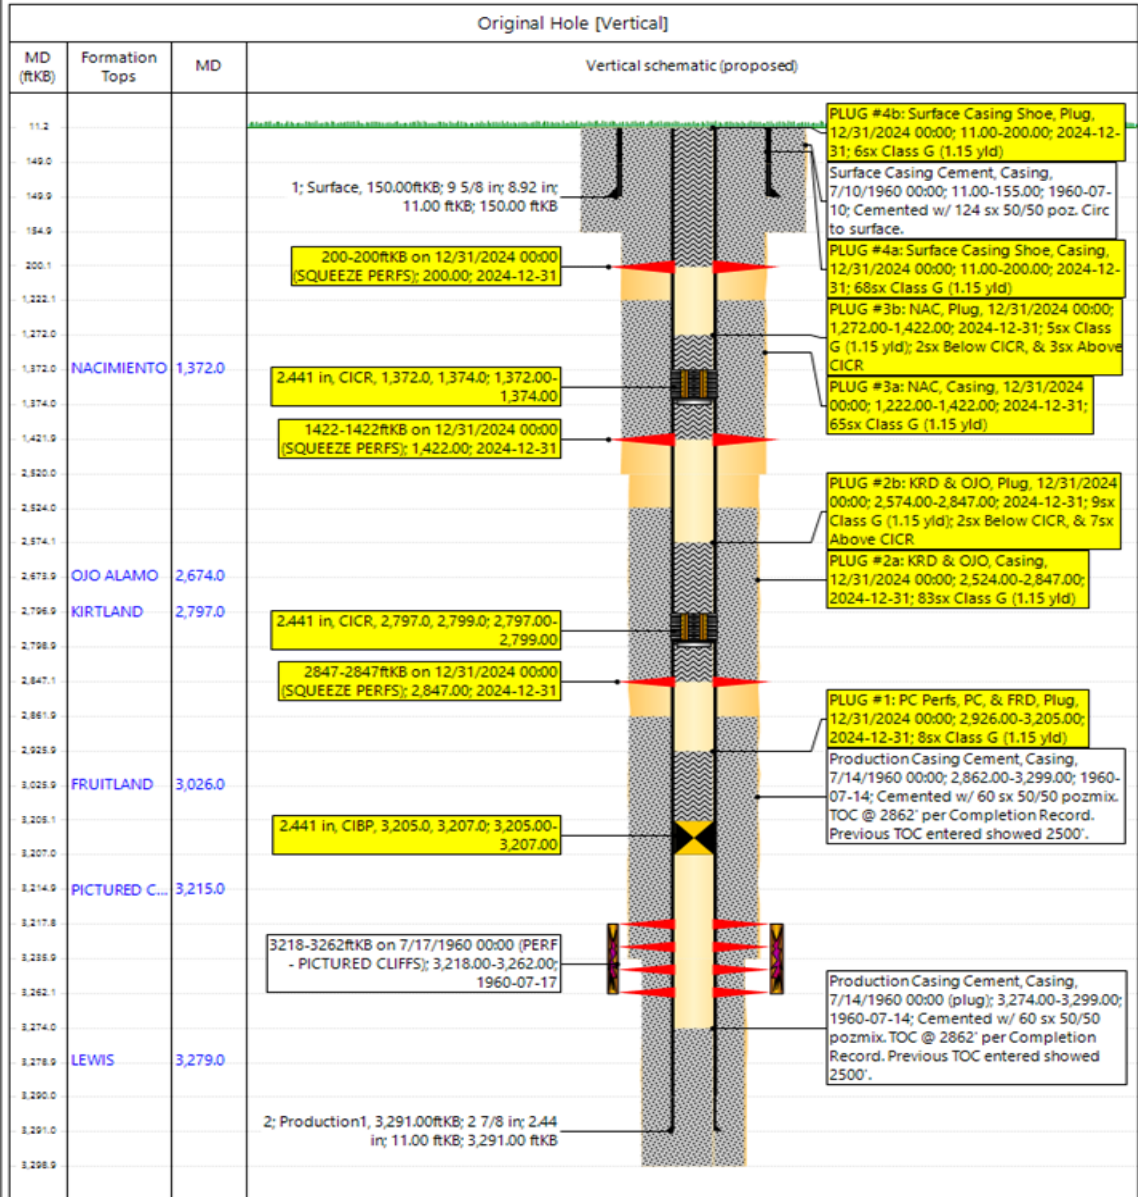 Original Hole [Vertical]
MD
(ftKB)
Formation
Tops
MD
Vertical schematic (proposed)
11.2
149.0
149.9
154.9
200.1
1,222.1
1,272.0
1,372.0
1,374.0
1,421.9
2,520.0
2,524.0
2,574.1
2,673.9
2,796.9
2,798.9
2,847.1
2,861.9
2,925.9
3,025.9
3,205.1
3,207.0
3,214.9
3,217.8
3,235.9
3,262.1
3,274.0
3,278.9
3,290.0
3,291.0
3,298.9
NACIMIENTO 1,372.0
OJO ALAMO 2,674.0
KIRTLAND 2,797.0
FRUITLAND 3,026.0
PICTURED C... 3,215.0
LEWIS 3,279.0
1; Surface, 150.00ftKB; 9 5/8 in; 8.92 in;
11.00 ftKB; 150.00 ftKB
200-200ftKB on 12/31/2024 00:00
(SQUEEZE PERFS); 200.00; 2024-12-31
2.441 in, CICR, 1,372.0, 1,374.0; 1,372.00-
1,374.00
1422-1422ftKB on 12/31/2024 00:00
(SQUEEZE PERFS); 1,422.00; 2024-12-31
2.441 in, CICR, 2,797.0, 2,799.0; 2,797.00-
2,799.00
2847-2847ftKB on 12/31/2024 00:00
(SQUEEZE PERFS); 2,847.00; 2024-12-31
2.441 in, CIBP, 3,205.0, 3,207.0; 3,205.00-
3,207.00
3218-3262ftKB on 7/17/1960 00:00 (PERF
- PICTURED CLIFFS); 3,218.00-3,262.00;
1960-07-17
2; Production1, 3,291.00ftKB; 2 7/8 in; 2.44
in; 11.00 ftKB; 3,291.00 ftKB
PLUG #4b: Surface Casing Shoe, Plug,
12/31/2024 00:00; 11.00-200.00; 2024-12-
31; 6sx Class G (1.15 yld)
Surface Casing Cement, Casing,
7/10/1960 00:00; 11.00-155.00; 1960-07-
10; Cemented w/ 124 sx 50/50 poz. Circ
to surface.
PLUG #4a: Surface Casing Shoe, Casing,
12/31/2024 00:00; 11.00-200.00; 2024-12-
31; 68sx Class G (1.15 yld)
PLUG #3b: NAC, Plug, 12/31/2024 00:00;
1,272.00-1,422.00; 2024-12-31; 5sx Class
G (1.15 yld); 2sx Below CICR, & 3sx Above
CICR
PLUG #3a: NAC, Casing, 12/31/2024
00:00; 1,222.00-1,422.00; 2024-12-31;
65sx Class G (1.15 yld)
PLUG #2b: KRD & OJO, Plug, 12/31/2024
00:00; 2,574.00-2,847.00; 2024-12-31; 9sx
Class G (1.15 yld); 2sx Below CICR, & 7sx
Above CICR
PLUG #2a: KRD & OJO, Casing,
12/31/2024 00:00; 2,524.00-2,847.00;
2024-12-31; 83sx Class G (1.15 yld)
PLUG #1: PC Perfs, PC, & FRD, Plug,
12/31/2024 00:00; 2,926.00-3,205.00;
2024-12-31; 8sx Class G (1.15 yld)
Production Casing Cement, Casing,
7/14/1960 00:00; 2,862.00-3,299.00; 1960-
07-14; Cemented w/ 60 sx 50/50 pozmix.
TOC @ 2862' per Completion Record.
Previous TOC entered showed 2500'.
Production Casing Cement, Casing,
7/14/1960 00:00 (plug); 3,274.00-3,299.00;
1960-07-14; Cemented w/ 60 sx 50/50
pozmix. TOC @ 2862' per Completion
Record. Previous TOC entered showed
2500'.